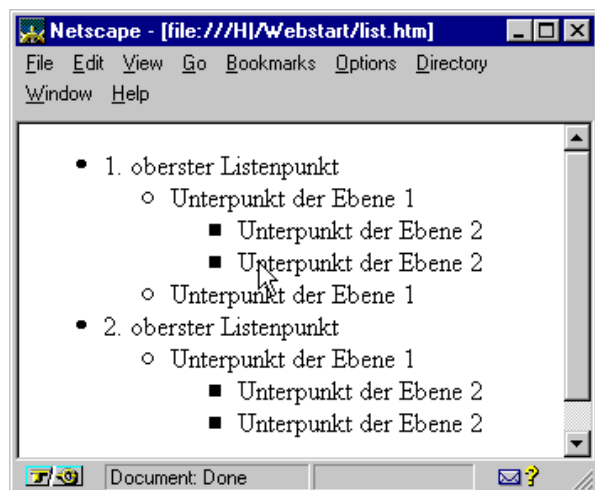 Netscape - [file:///H|/Webstart/list.htm]
File Edit View Go Bookmarks Options Directory
Window Help
1. oberster Listenpunkt
Unterpunkt der Ebene 1
Unterpunkt der Ebene 2
Unterpunkt der Ebene 2
Unterpunkt der Ebene 1
2. oberster Listenpunkt
Unterpunkt der Ebene 1
Unterpunkt der Ebene 2
Unterpunkt der Ebene 2
Document: Done